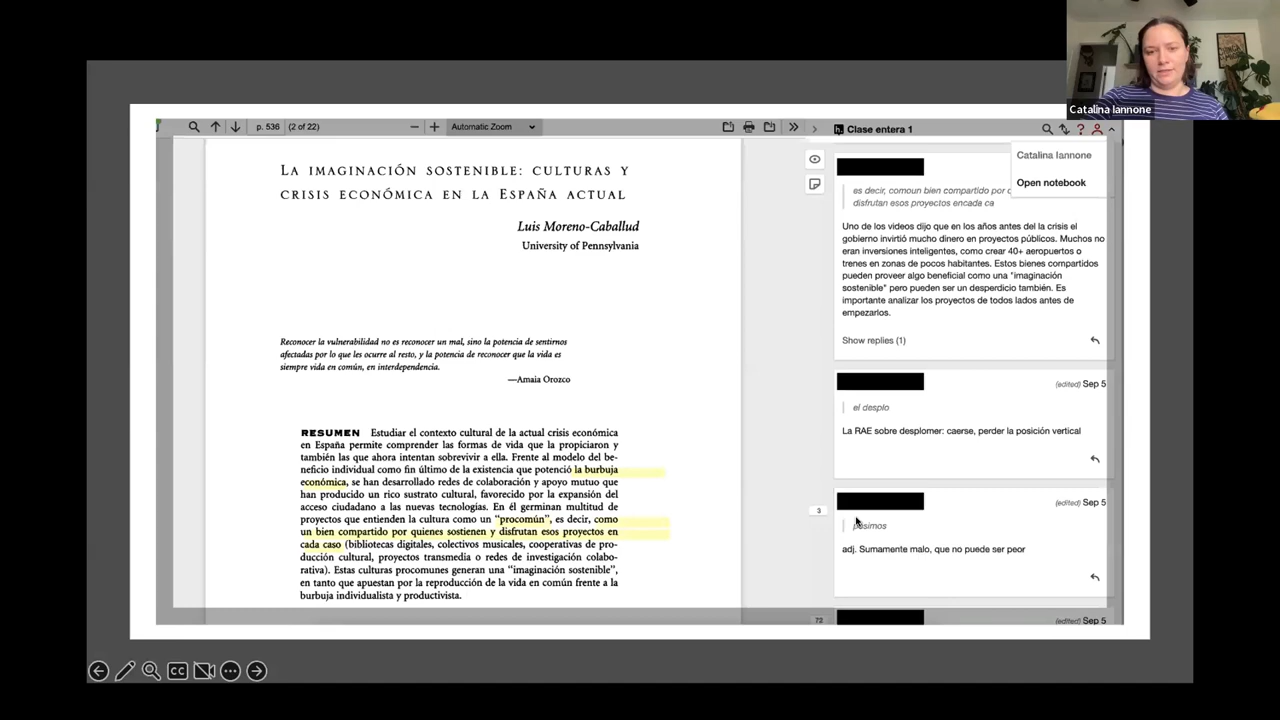 Catalina Iannone
p. 536 (2 of 22)
Automatic Zoom
Clase entera 1
Catalina Iannone
Open notebook
LA IMAGINACIÓN SOSTENIBLE: CULTURAS Y
CRISIS ECONÓMICA EN LA ESPAÑA ACTUAL
Luis Moreno-Caballud
University of Pennsylvania
Reconocer la vulnerabilidad no es reconocer un mal, sino la potencia de sentirnos
afectadas por lo que les ocurre al resto, y la potencia de reconocer que la vida es
siempre vida en común, en interdependencia.
—Amaia Orozco
RESUMEN Estudiar el contexto cultural de la actual crisis económica
en España permite comprender las formas de vida que la propiciaron y
también las que ahora intentan sobrevivir a ella. Frente al modelo del be-
neficio individual como fin último de la existencia que potenció la burbuja
económica, se han desarrollado redes de colaboración y apoyo mutuo que
han producido un rico sustrato cultural, favorecido por la expansión del
acceso ciudadano a las nuevas tecnologías. En él germinan multitud de
proyectos que entienden la cultura como un “procomún”, es decir, como
un bien compartido por quienes sostienen y disfrutan esos proyectos en
cada caso (bibliotecas digitales, colectivos musicales, cooperativas de pro-
ducción cultural, proyectos transmedia o redes de investigación colabo-
rativa). Estas culturas procomunes generan una “imaginación sostenible”,
en tanto que apuestan por la reproducción de la vida en común frente a la
burbuja individualista y productivista.
es decir, comoun bien compartido por
disfrutan esos proyectos encada ca
Uno de los videos dijo que en los años antes del la crisis el
gobierno invirtió mucho dinero en proyectos públicos. Muchos no
eran inversiones inteligentes, como crear 40+ aeropuertos o
trenes en zonas de pocos habitantes. Estos bienes compartidos
pueden proveer algo beneficial como una "imaginación
sostenible" pero pueden ser un desperdicio también. Es
importante analizar los proyectos de todos lados antes de
empezarlos.
Show replies (1)
(edited) Sep 5
el desplo
La RAE sobre desplomer: caerse, perder la posición vertical
(edited) Sep 5
3
pésimos
adj. Sumamente malo, que no puede ser peor
72
(edited) Sep 5
CC